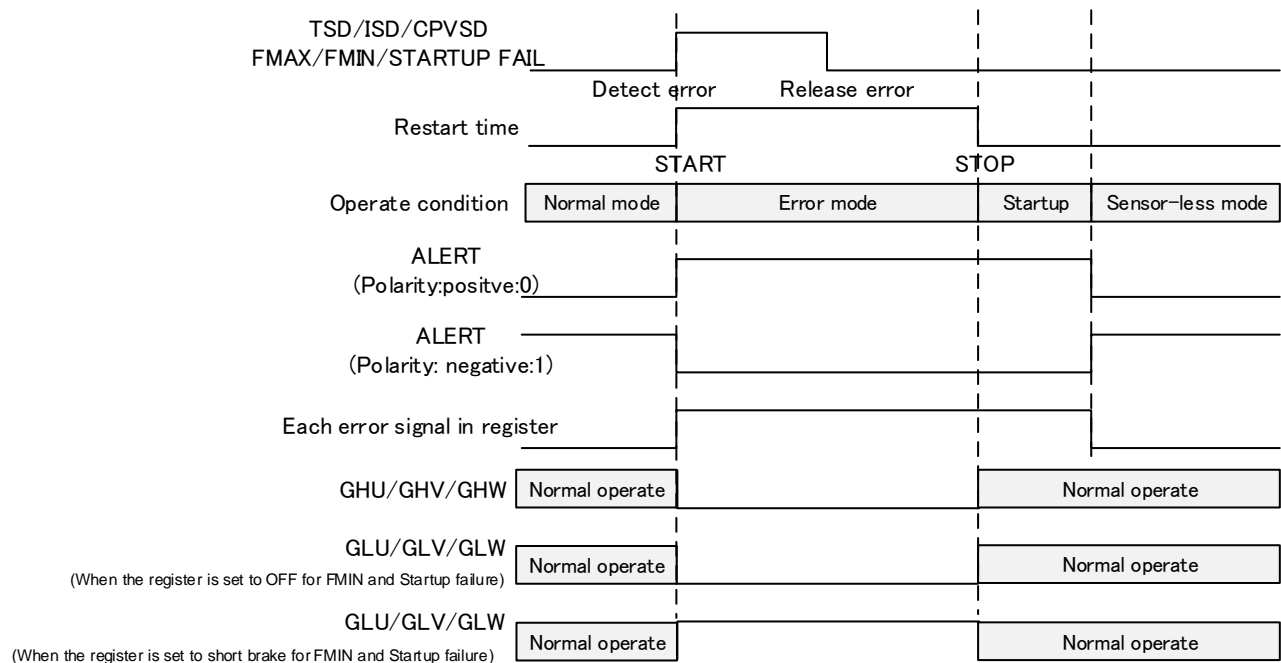 TSD/ISD/CPVSD
FMAX/FMIN/STARTUP FAIL
Detect error Release error
Restart time
START STOP
Operate condition Normal mode Error mode Startup Sensor-less mode
ALERT
(Polarity:positve:0)
ALERT
(Polarity: negative:1)
Each error signal in register
GHU/GHV/GHW Normal operate Normal operate
GLU/GLV/GLW
(When the register is set to OFF for FMIN and Startup failure)
Normal operate Normal operate
GLU/GLV/GLW
(When the register is set to short brake for FMIN and Startup failure)
Normal operate Normal operate